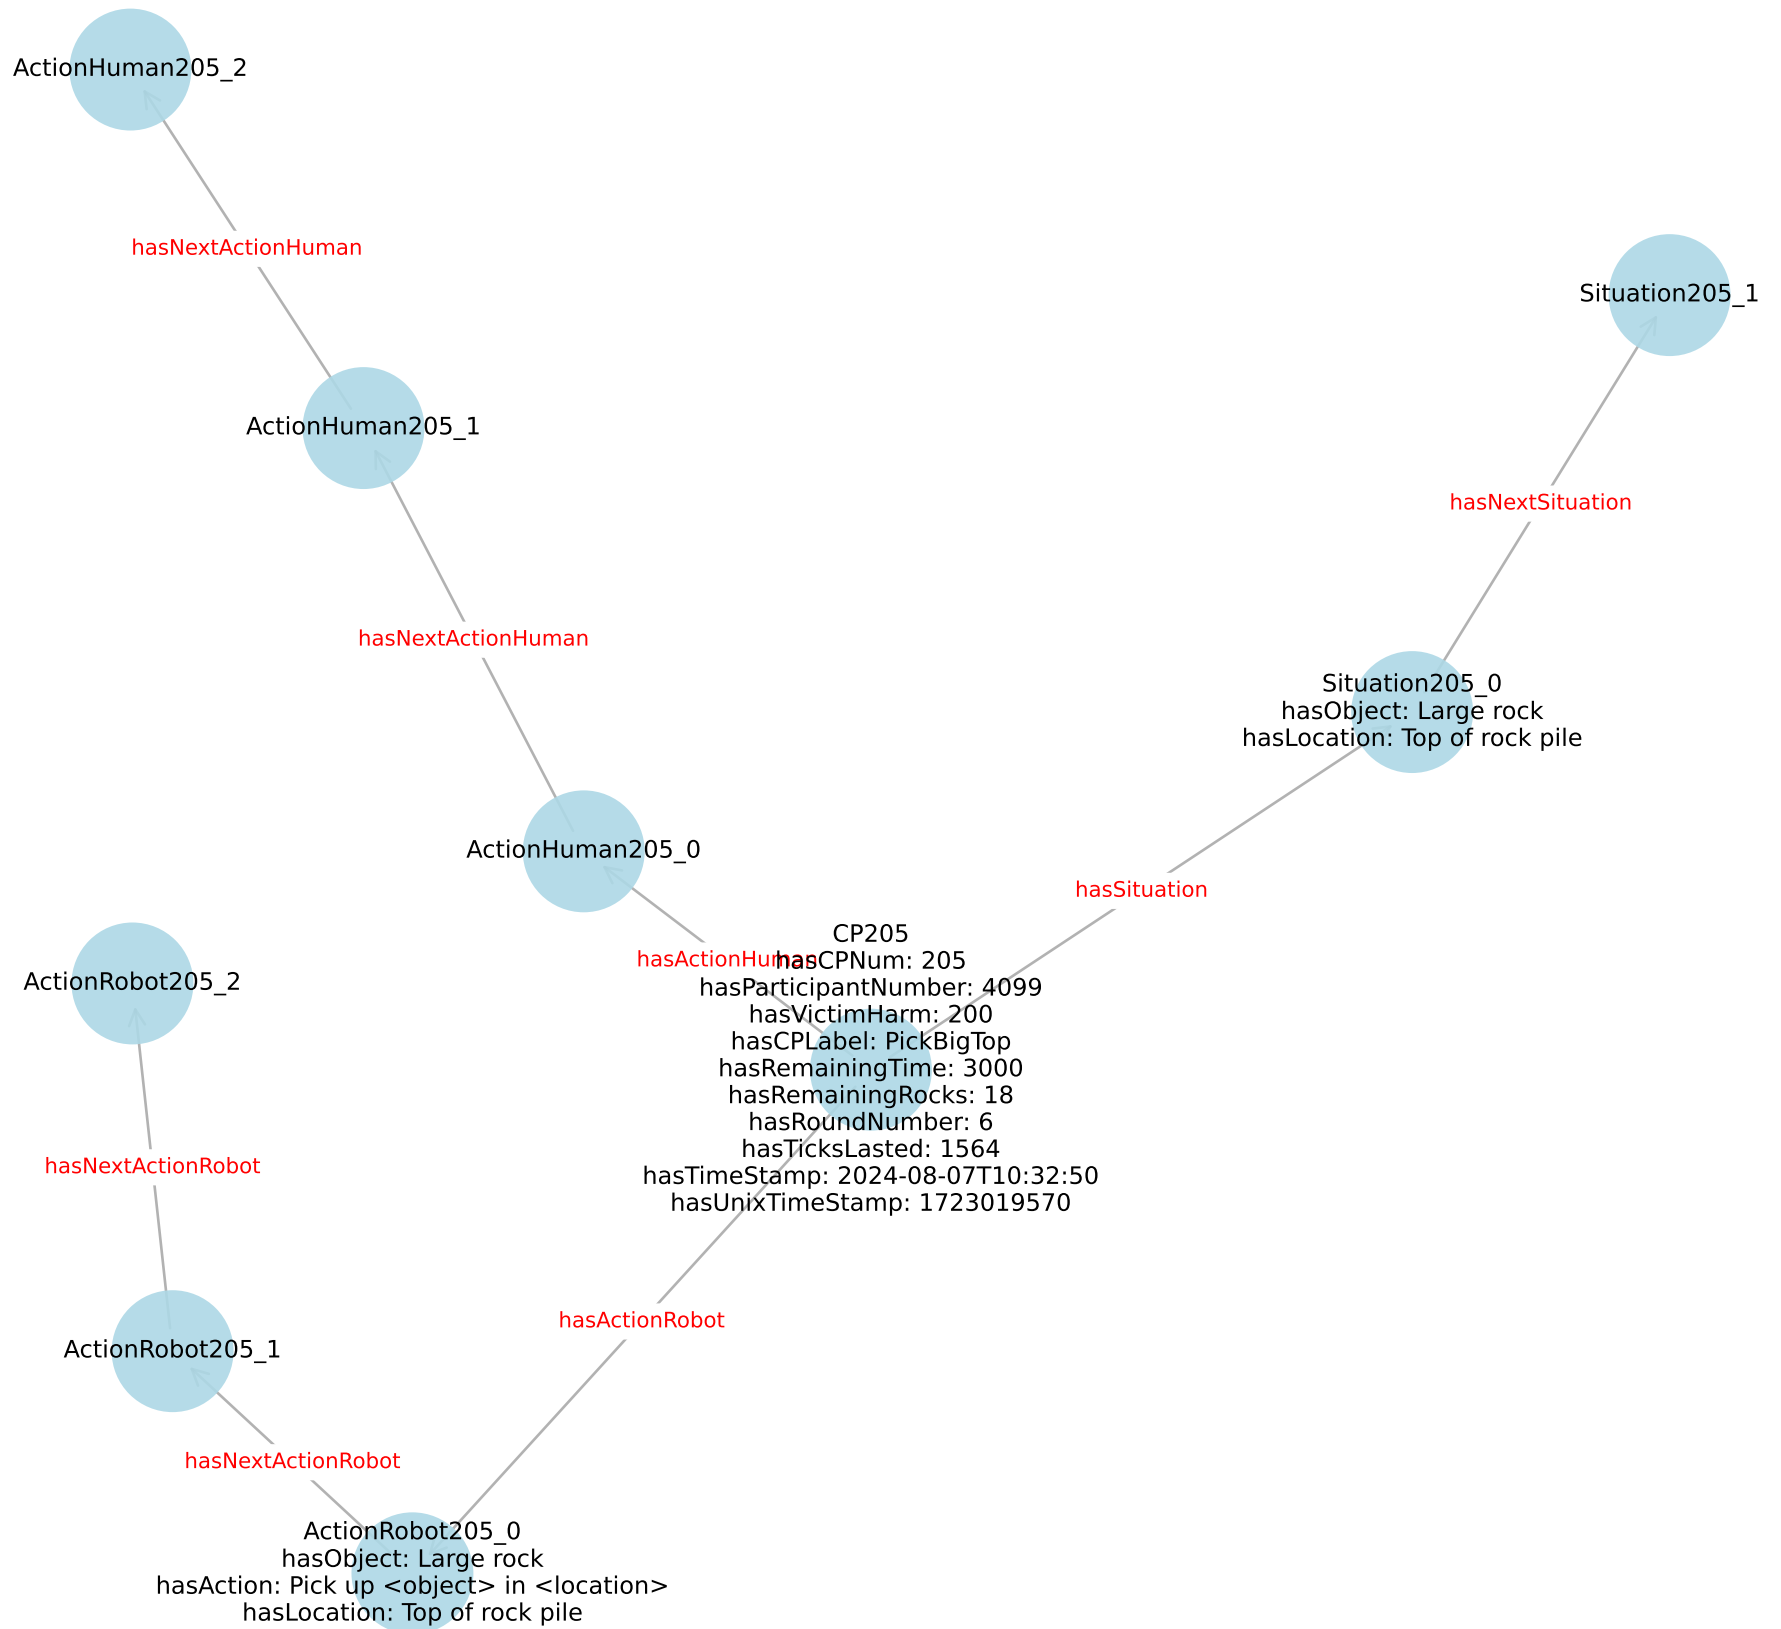 ActionHuman205_2
hasNextActionHuman
Situation205_1
ActionHuman205_1
hasNextSituation
hasNextActionHuman
Situation205_0
hasObject: Large rock
hasLocation: Top of rock pile
ActionHuman205_0
hasSituation
hasActionHuman
CP205
hasCPNum: 205
hasParticipantNumber: 4099
hasVictimHarm: 200
hasCPLabel: PickBigTop
hasRemainingTime: 3000
hasRemainingRocks: 18
hasRoundNumber: 6
hasTicksLasted: 1564
hasTimeStamp: 2024-08-07T10:32:50
hasUnixTimeStamp: 1723019570
ActionRobot205_2
hasNextActionRobot
hasActionRobot
ActionRobot205_1
hasNextActionRobot
ActionRobot205_0
hasObject: Large rock
hasAction: Pick up <object> in <location>
hasLocation: Top of rock pile